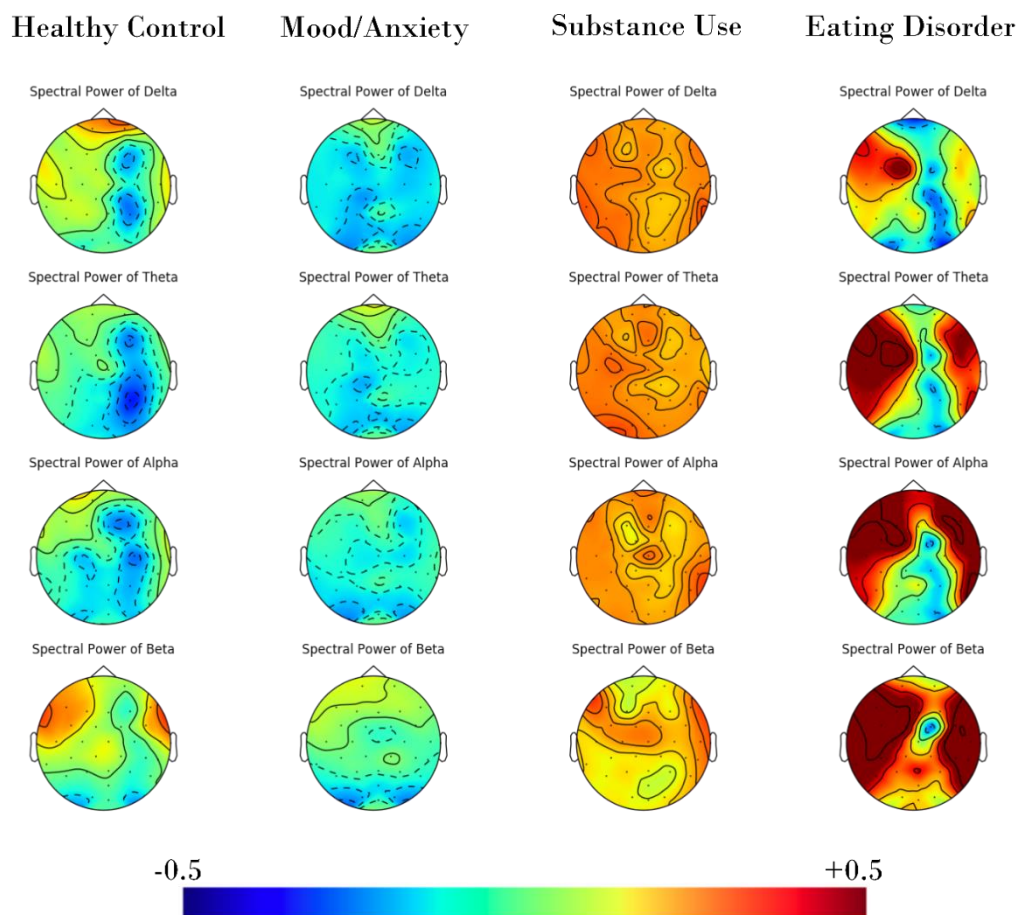 Healthy Control Mood/Anxiety Substance Use Eating Disorder
Spectral Power of Delta Spectral Power of Delta Spectral Power of Delta Spectral Power of Delta
Spectral Power of Theta Spectral Power of Theta Spectral Power of Theta Spectral Power of Theta
Spectral Power of Alpha Spectral Power of Alpha Spectral Power of Alpha Spectral Power of Alpha
Spectral Power of Beta Spectral Power of Beta Spectral Power of Beta Spectral Power of Beta
-0.5 +0.5